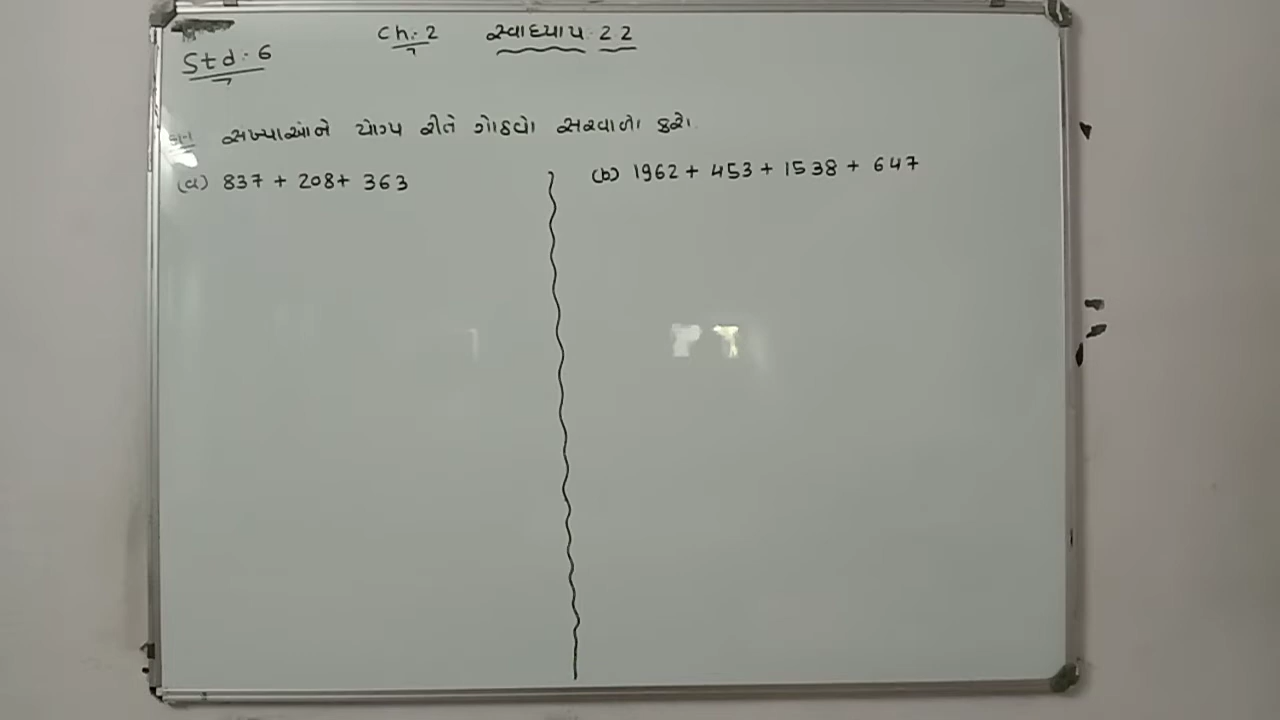 Std:- 6
Ch:- 2
સ્વાધ્યાય 2 2
સંખ્યાઓને યોગ્ય રીતે ગોઠવો સરવાળો કરો
(a) 837 + 208 + 363
(b) 1962 + 453 + 1538 + 647